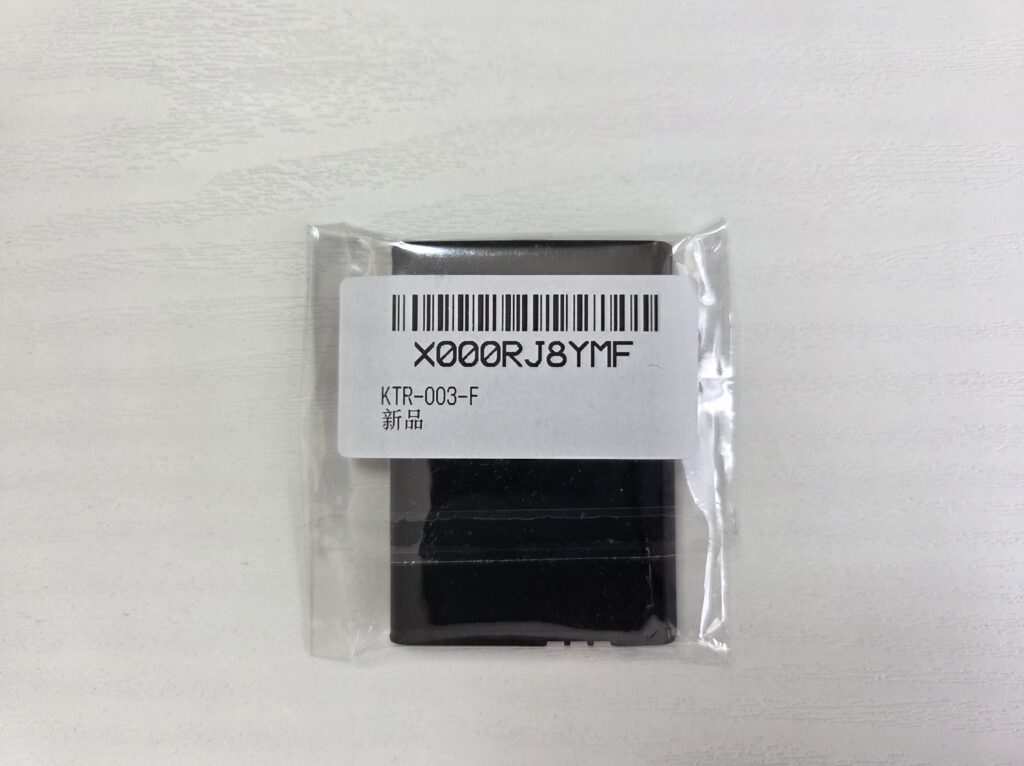 X000RJ8YMF
KTR-003-F
新品